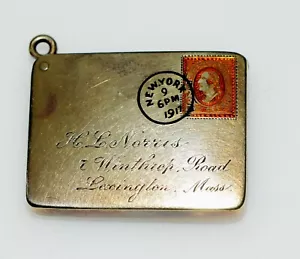 NEW YORK
9
6 PM
191
H. L. Norris
7 Winthrop Road
Lexington, Mass